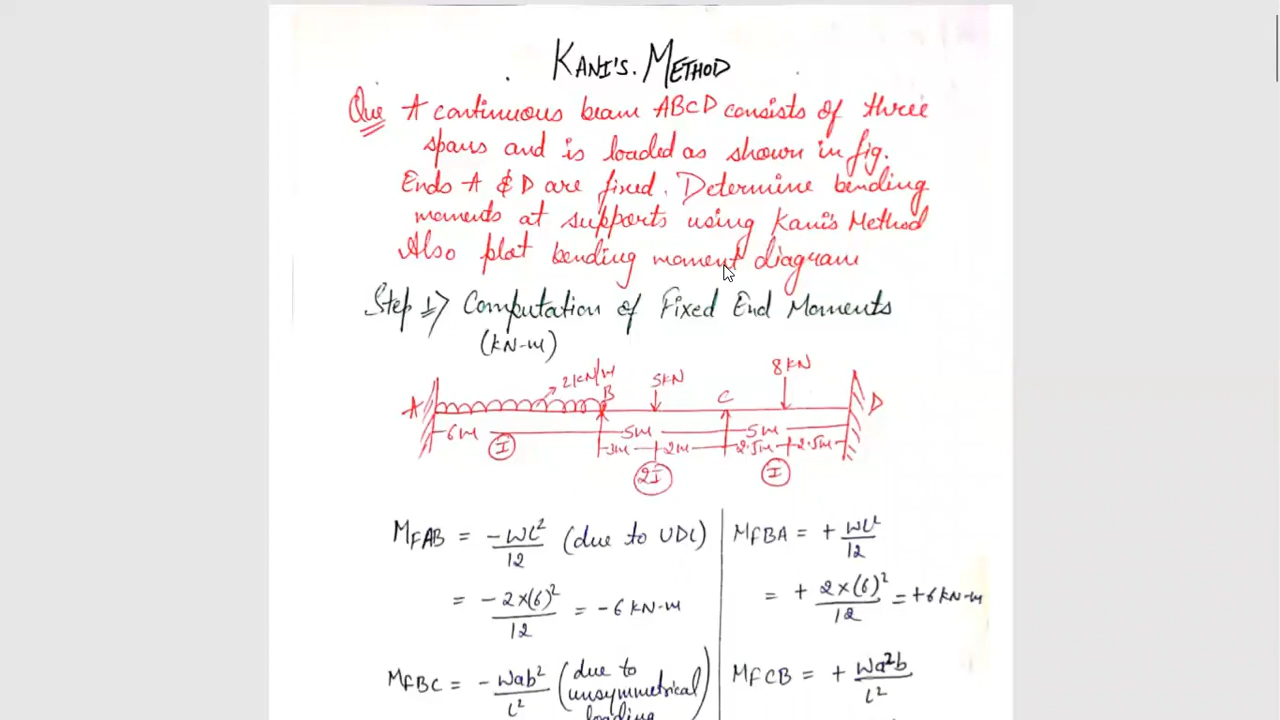 KANI'S. METHOD
Que A continuous beam ABCD consists of three
spans and is loaded as shown in fig.
Ends A & D are fixed. Determine bending
moments at supports using Kani's Method
Also plot bending moment diagram
Step 1> Computation of Fixed End Moments
(kN-m)
2kN/m
A B 5kN C 8kN D
6m 5m 5m
3m 2m 2.5m 2.5m
I 2I I
MFAB = -WL²/12 (due to UDL)
= -2×(6)²/12 = -6 kN-m
MFBC = -Wab²/L² (due to unsymmetrical loading
MFBA = + WL²/12
= + 2×(6)²/12 = +6 kN-m
MFCB = + Wa²b/L²